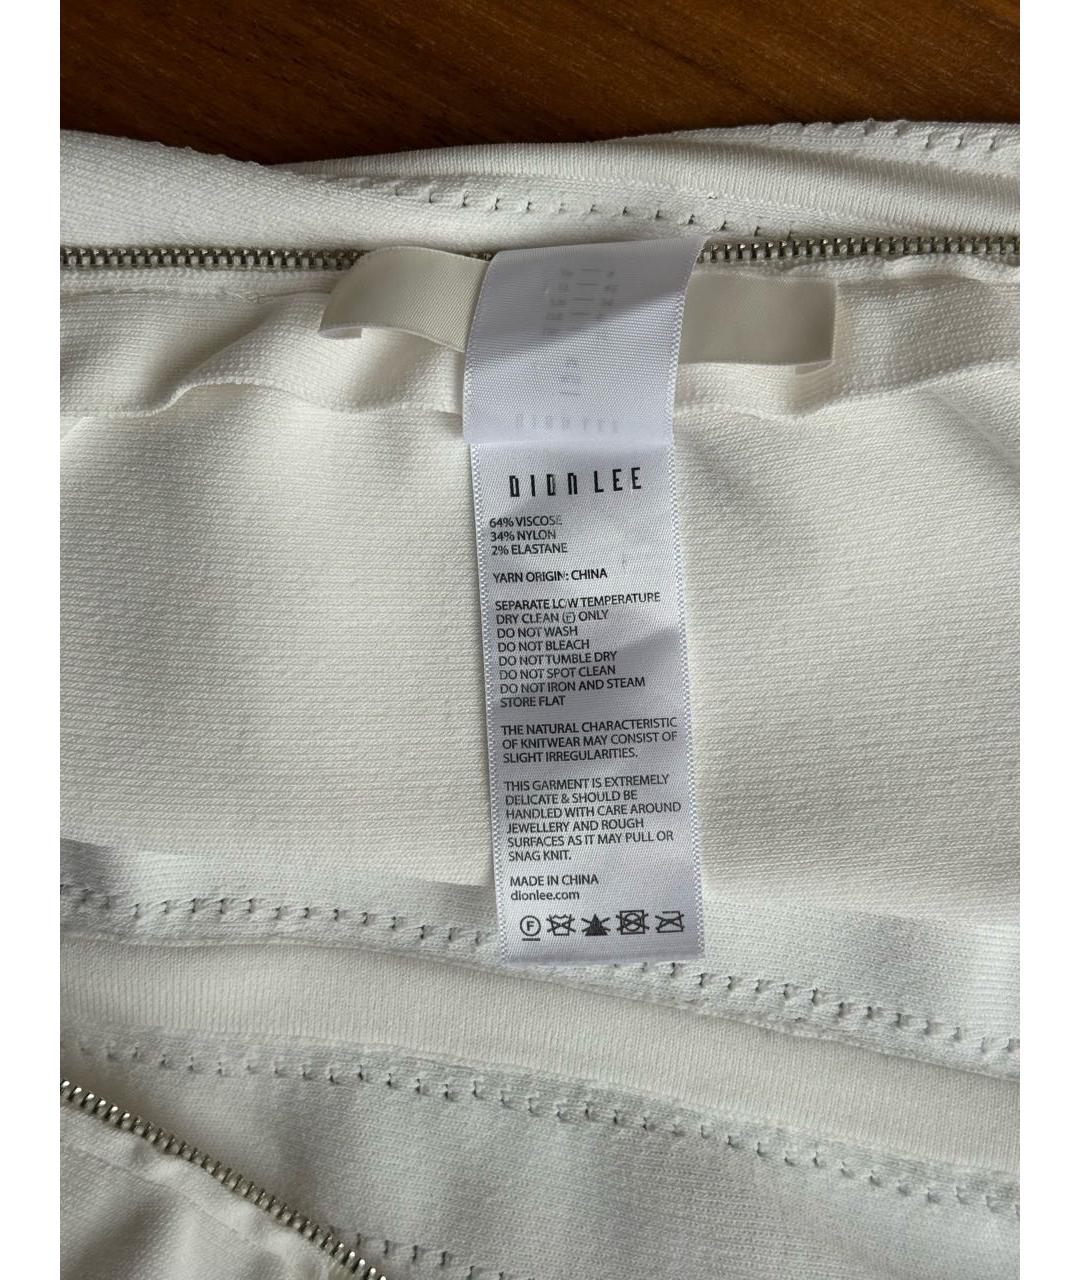 DION LEE
64% VISCOSE
34% NYLON
2% ELASTANE
YARN ORIGIN: CHINA
SEPARATE LOW TEMPERATURE
DRY CLEAN Ⓕ ONLY
DO NOT WASH
DO NOT BLEACH
DO NOT TUMBLE DRY
DO NOT SPOT CLEAN
DO NOT IRON AND STEAM
STORE FLAT
THE NATURAL CHARACTERISTIC
OF KNITWEAR MAY CONSIST OF
SLIGHT IRREGULARITIES.
THIS GARMENT IS EXTREMELY
DELICATE & SHOULD BE
HANDLED WITH CARE AROUND
JEWELLERY AND ROUGH
SURFACES AS IT MAY PULL OR
SNAG KNIT.
MADE IN CHINA
dionlee.com
F